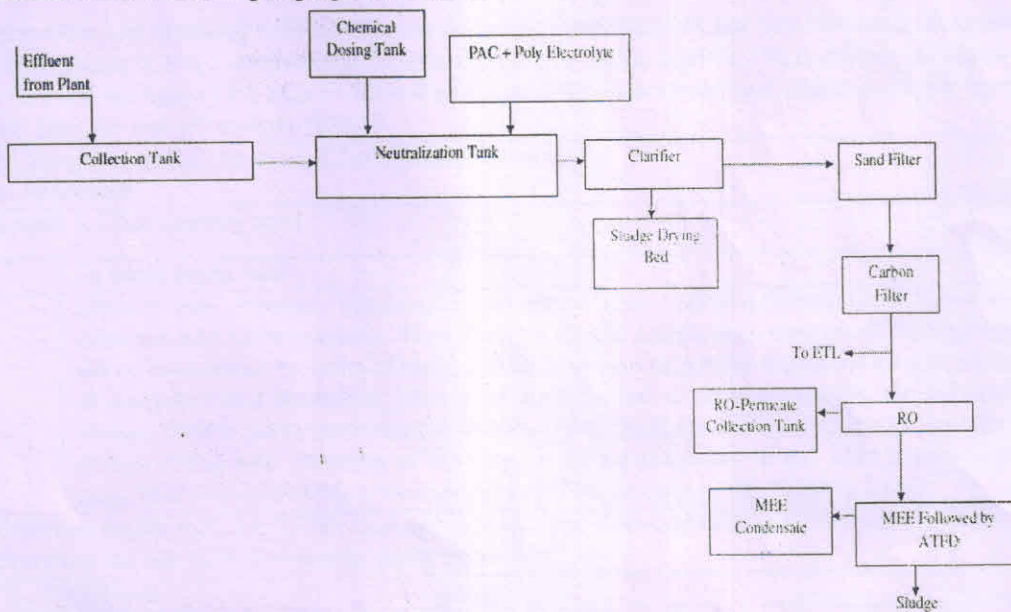 Chemical
Dosing Tank
PAC + Poly Electrolyte
Effluent
from Plant
Collection Tank
Neutralization Tank
Clarifier
Sand Filter
Sludge Drying
Bed
Carbon
Filter
To ETL
RO-Permeate
Collection Tank
RO
MEE
Condensate
MEE Followed by
ATFD
Sludge